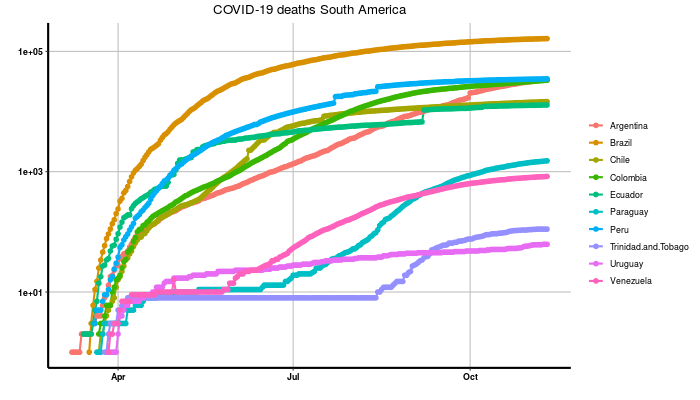 COVID-19 deaths South America
1e+05
1e+03
1e+01
Apr
Jul
Oct
Argentina
Brazil
Chile
Colombia
Ecuador
Paraguay
Peru
Trinidad.and.Tobago
Uruguay
Venezuela